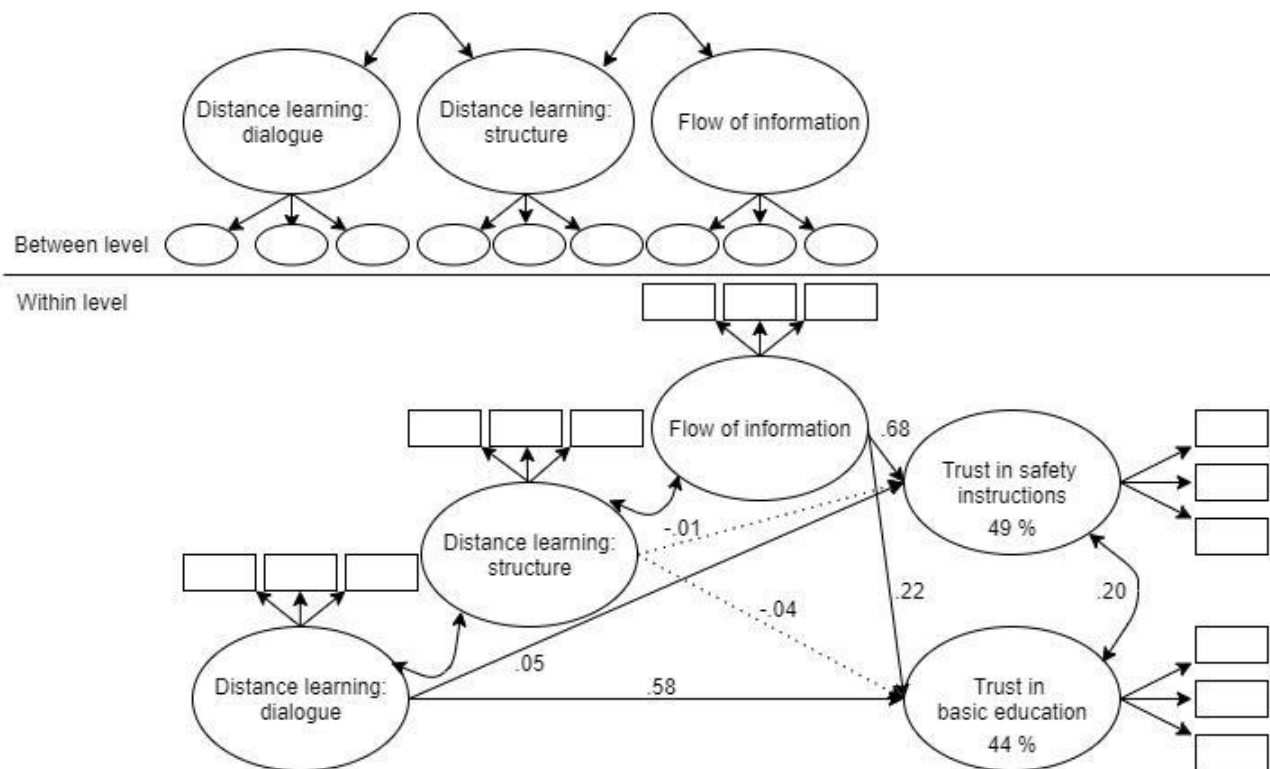 Distance learning:
dialogue
Distance learning:
structure
Flow of information
Between level
Within level
Flow of information
.68
Trust in safety
instructions
49 %
Distance learning:
structure
-.01
-.04
.22
.20
Distance learning:
dialogue
.05
.58
Trust in
basic education
44 %